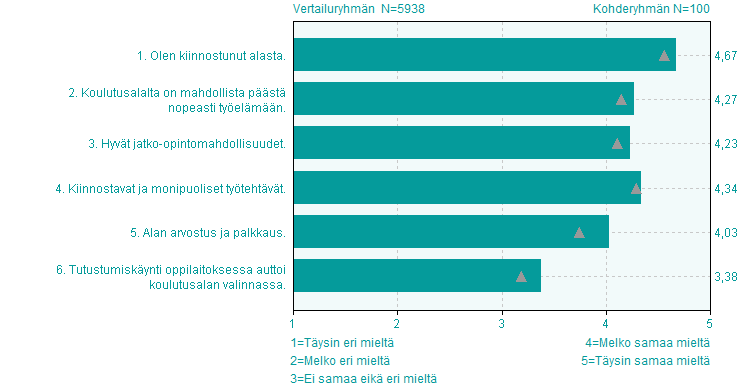 Vertailuryhmän N=5938
Kohderyhmän N=100
1. Olen kiinnostunut alasta.
4,67
2. Koulutusalalta on mahdollista päästä
nopeasti työelämään.
4,27
3. Hyvät jatko-opintomahdollisuudet.
4,23
4. Kiinnostavat ja monipuoliset työtehtävät.
4,34
5. Alan arvostus ja palkkaus.
4,03
6. Tutustumiskäynti oppilaitoksessa auttoi
koulutusalan valinnassa.
3,38
1 2 3 4 5
1=Täysin eri mieltä
2=Melko eri mieltä
3=Ei samaa eikä eri mieltä
4=Melko samaa mieltä
5=Täysin samaa mieltä